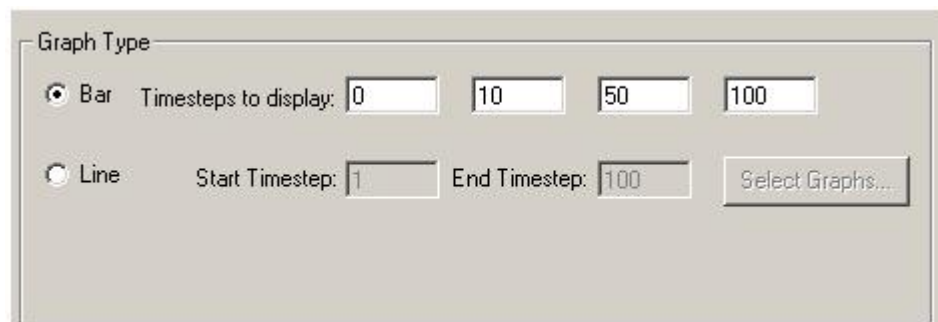 Graph Type
Bar Timesteps to display: 0 10 50 100
Line Start Timestep: 1 End Timestep: 100 Select Graphs...